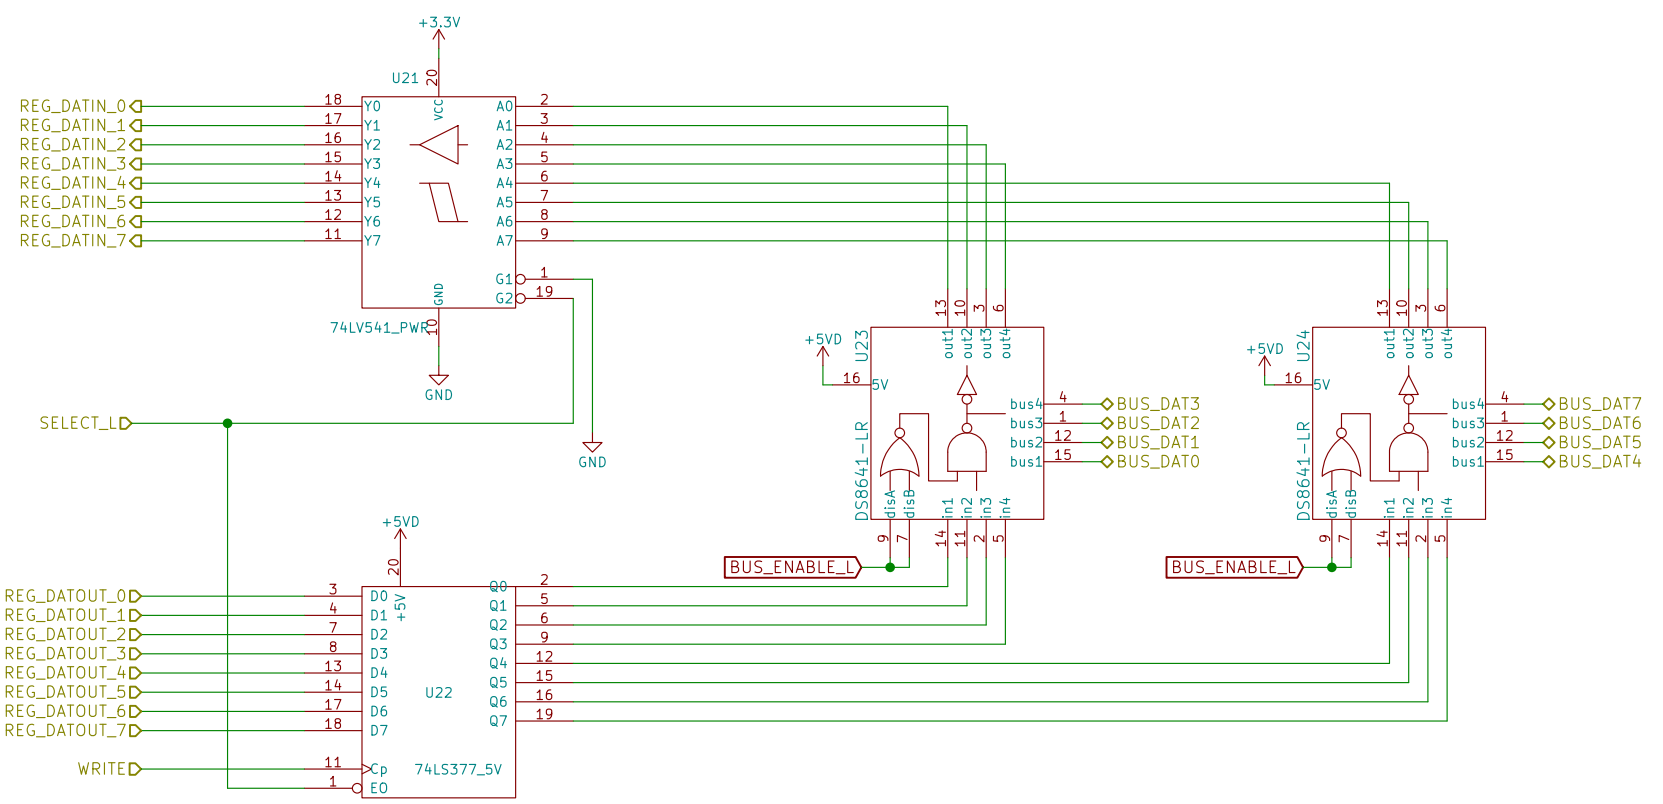 +3.3V
U21
20
VCC
REG_DATIN_0 18 Y0 A0 2
REG_DATIN_1 17 Y1 A1 3
REG_DATIN_2 16 Y2 A2 4
REG_DATIN_3 15 Y3 A3 5
REG_DATIN_4 14 Y4 A4 6
REG_DATIN_5 13 Y5 A5 7
REG_DATIN_6 12 Y6 A6 8
REG_DATIN_7 11 Y7 A7 9
G1 1
G2 19
GND
74LV541_PWR
10
GND
SELECT_L
GND
13 10 3 6
out1 out2 out3 out4
U23
+5VD
16 5V
bus4 4 BUS_DAT3
bus3 1 BUS_DAT2
bus2 12 BUS_DAT1
bus1 15 BUS_DAT0
DS8641-LR
disA disB in1 in2 in3 in4
9 7 14 11 2 5
BUS_ENABLE_L
13 10 3 6
out1 out2 out3 out4
U24
+5VD
16 5V
bus4 4 BUS_DAT7
bus3 1 BUS_DAT6
bus2 12 BUS_DAT5
bus1 15 BUS_DAT4
DS8641-LR
disA disB in1 in2 in3 in4
9 7 14 11 2 5
BUS_ENABLE_L
+5VD
20
+5V
Q0 2
REG_DATOUT_0 3 D0
Q1 5
REG_DATOUT_1 4 D1
Q2 6
REG_DATOUT_2 7 D2
Q3 9
REG_DATOUT_3 8 D3
Q4 12
REG_DATOUT_4 13 D4
Q5 15
REG_DATOUT_5 14 D5
U22
Q6 16
REG_DATOUT_6 17 D6
Q7 19
REG_DATOUT_7 18 D7
WRITE 11 Cp
74LS377_5V
1 EO